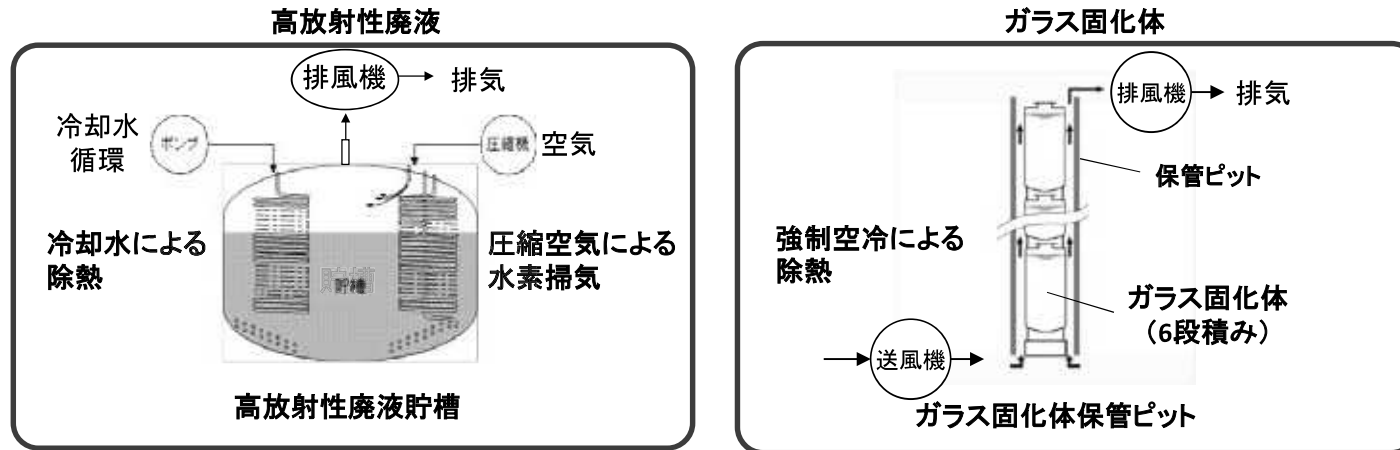 高放射性廃液
排風機
排気
冷却水
循環
ポンプ
圧縮機
空気
冷却水による
除熱
圧縮空気による
水素掃気
貯槽
貯槽
高放射性廃液貯槽
ガラス固化体
排風機
排気
保管ピット
強制空冷による
除熱
ガラス固化体
（6段積み）
送風機
ガラス固化体保管ピット